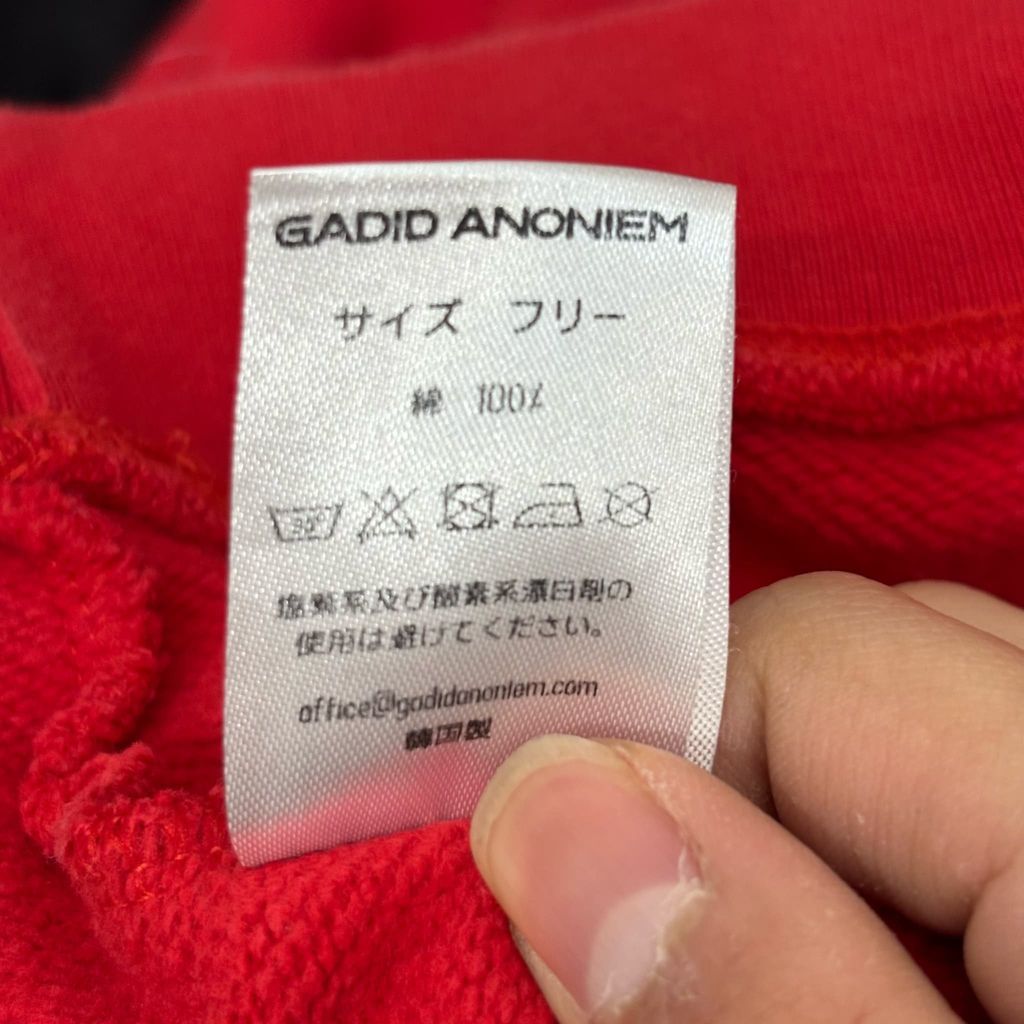 GADID ANONIEM
サイズ フリー
綿 100%
30
塩素系及び酸素系漂白剤の
使用は避けてください。
office@gadidanoniem.com
韓国製